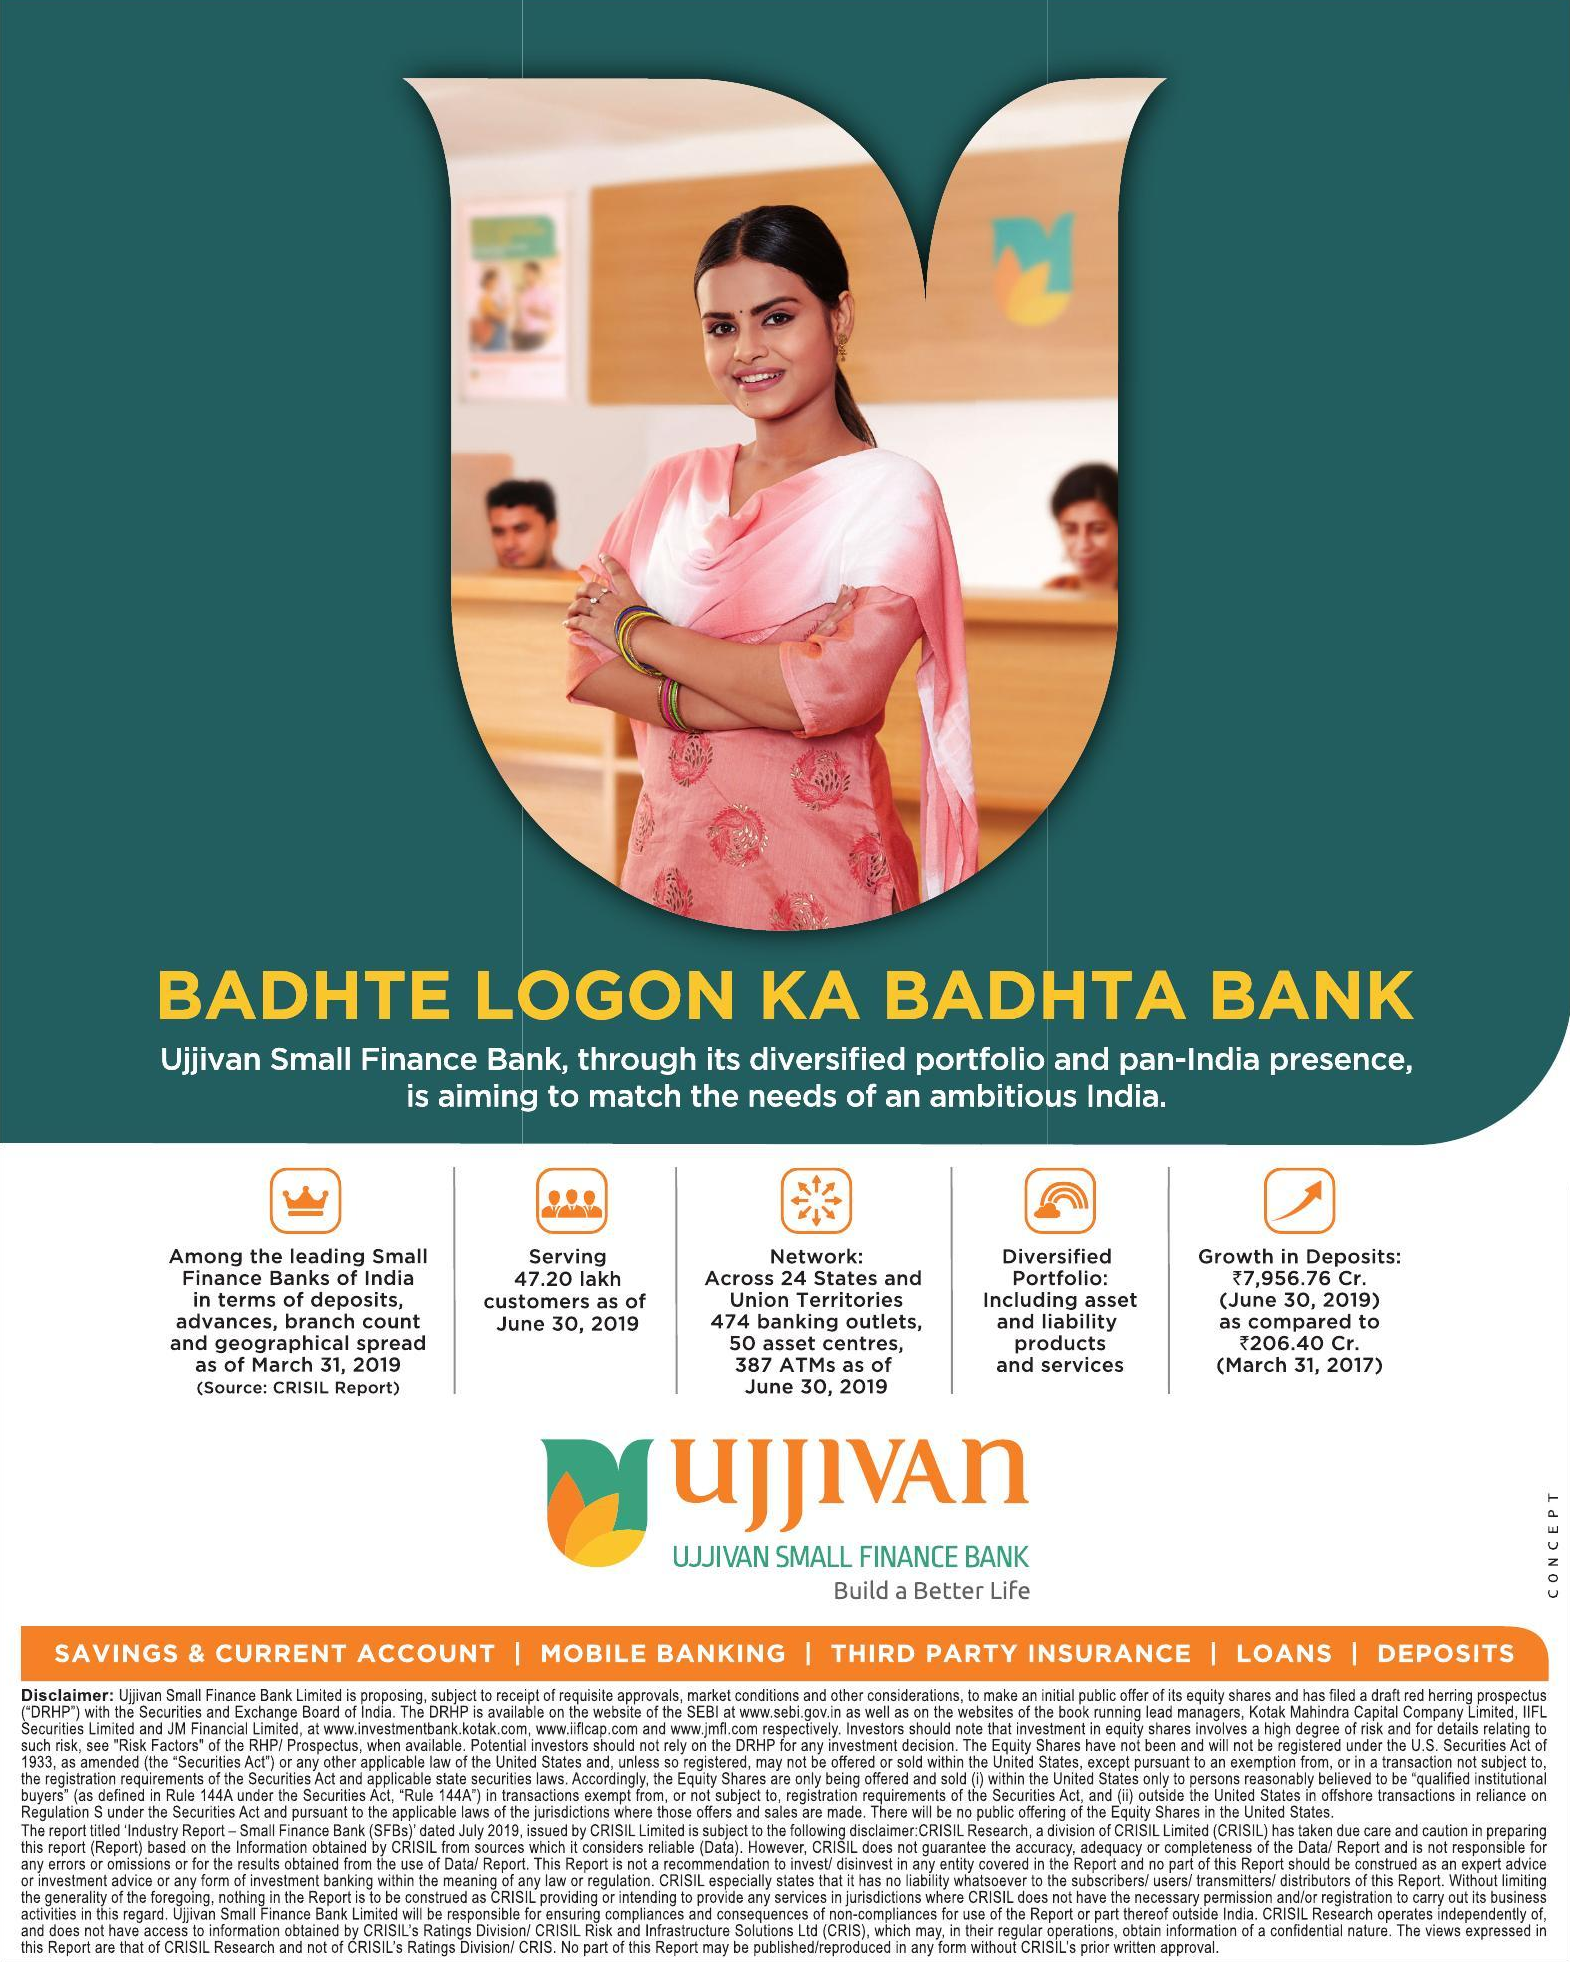 BADHTE LOGON KA BADHTA BANK
Ujjivan Small Finance Bank, through its diversified portfolio and pan-India presence,
is aiming to match the needs of an ambitious India.
Among the leading Small
Finance Banks of India
in terms of deposits,
advances, branch count
and geographical spread
as of March 31, 2019
(Source: CRISIL Report)
Serving
47.20 lakh
customers as of
June 30, 2019
Network:
Across 24 States and
Union Territories
474 banking outlets,
50 asset centres,
387 ATMs as of
June 30, 2019
Diversified
Portfolio:
Including asset
and liability
products
and services
Growth in Deposits:
₹7,956.76 Cr.
(June 30, 2019)
as compared to
₹206.40 Cr.
(March 31, 2017)
UJJIVAN
UJJIVAN SMALL FINANCE BANK
Build a Better Life
CONCEPT
SAVINGS & CURRENT ACCOUNT | MOBILE BANKING | THIRD PARTY INSURANCE | LOANS | DEPOSITS
Disclaimer: Ujjivan Small Finance Bank Limited is proposing, subject to receipt of requisite approvals, market conditions and other considerations, to make an initial public offer of its equity shares and has filed a draft red herring prospectus
("DRHP") with the Securities and Exchange Board of India. The DRHP is available on the website of the SEBI at www.sebi.gov.in as well as on the websites of the book running lead managers, Kotak Mahindra Capital Company Limited, IIFL
Securities Limited and JM Financial Limited, at www.investmentbank.kotak.com, www.iiflcap.com and www.jmfl.com respectively. Investors should note that investment in equity shares involves a high degree of risk and for details relating to
such risk, see "Risk Factors" of the RHP/ Prospectus, when available. Potential investors should not rely on the DRHP for any investment decision. The Equity Shares have not been and will not be registered under the U.S. Securities Act of
1933, as amended (the “Securities Act”) or any other applicable law of the United States and, unless so registered, may not be offered or sold within the United States, except pursuant to an exemption from, or in a transaction not subject to,
the registration requirements of the Securities Act and applicable state securities laws. Accordingly, the Equity Shares are only being offered and sold (i) within the United States only to persons reasonably believed to be “qualified institutional
buyers” (as defined in Rule 144A under the Securities Act, “Rule 144A”) in transactions exempt from, or not subject to, registration requirements of the Securities Act, and (ii) outside the United States in offshore transactions in reliance on
Regulation S under the Securities Act and pursuant to the applicable laws of the jurisdictions where those offers and sales are made. There will be no public offering of the Equity Shares in the United States.
The report titled ‘Industry Report – Small Finance Bank (SFBs)’ dated July 2019, issued by CRISIL Limited is subject to the following disclaimer:CRISIL Research, a division of CRISIL Limited (CRISIL) has taken due care and caution in preparing
this report (Report) based on the Information obtained by CRISIL from sources which it considers reliable (Data). However, CRISIL does not guarantee the accuracy, adequacy or completeness of the Data/ Report and is not responsible for
any errors or omissions or for the results obtained from the use of Data/ Report. This Report is not a recommendation to invest/ disinvest in any entity covered in the Report and no part of this Report should be construed as an expert advice
or investment advice or any form of investment banking within the meaning of any law or regulation. CRISIL especially states that it has no liability whatsoever to the subscribers/ users/ transmitters/ distributors of this Report. Without limiting
the generality of the foregoing, nothing in the Report is to be construed as CRISIL providing or intending to provide any services in jurisdictions where CRISIL does not have the necessary permission and/or registration to carry out its business
activities in this regard. Ujjivan Small Finance Bank Limited will be responsible for ensuring compliances and consequences of non-compliances for use of the Report or part thereof outside India. CRISIL Research operates independently of,
and does not have access to information obtained by CRISIL’s Ratings Division/ CRISIL Risk and Infrastructure Solutions Ltd (CRIS), which may, in their regular operations, obtain information of a confidential nature. The views expressed in
this Report are that of CRISIL Research and not of CRISIL’s Ratings Division/ CRIS. No part of this Report may be published/reproduced in any form without CRISIL’s prior written approval.